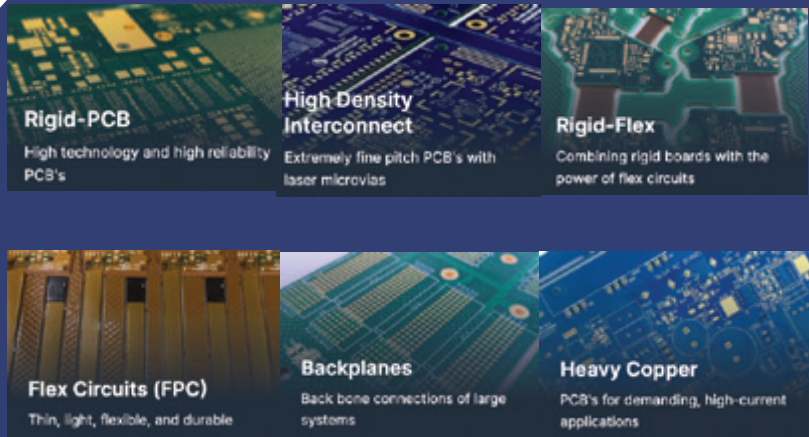 Rigid-PCB
High technology and high reliability
PCB's
High Density
Interconnect
Extremely fine pitch PCB's with
laser microvias
Rigid-Flex
Combining rigid boards with the
power of flex circuits
Flex Circuits (FPC)
Thin, light, flexible, and durable
Backplanes
Back bone connections of large
systems
Heavy Copper
PCB's for demanding, high-current
applications